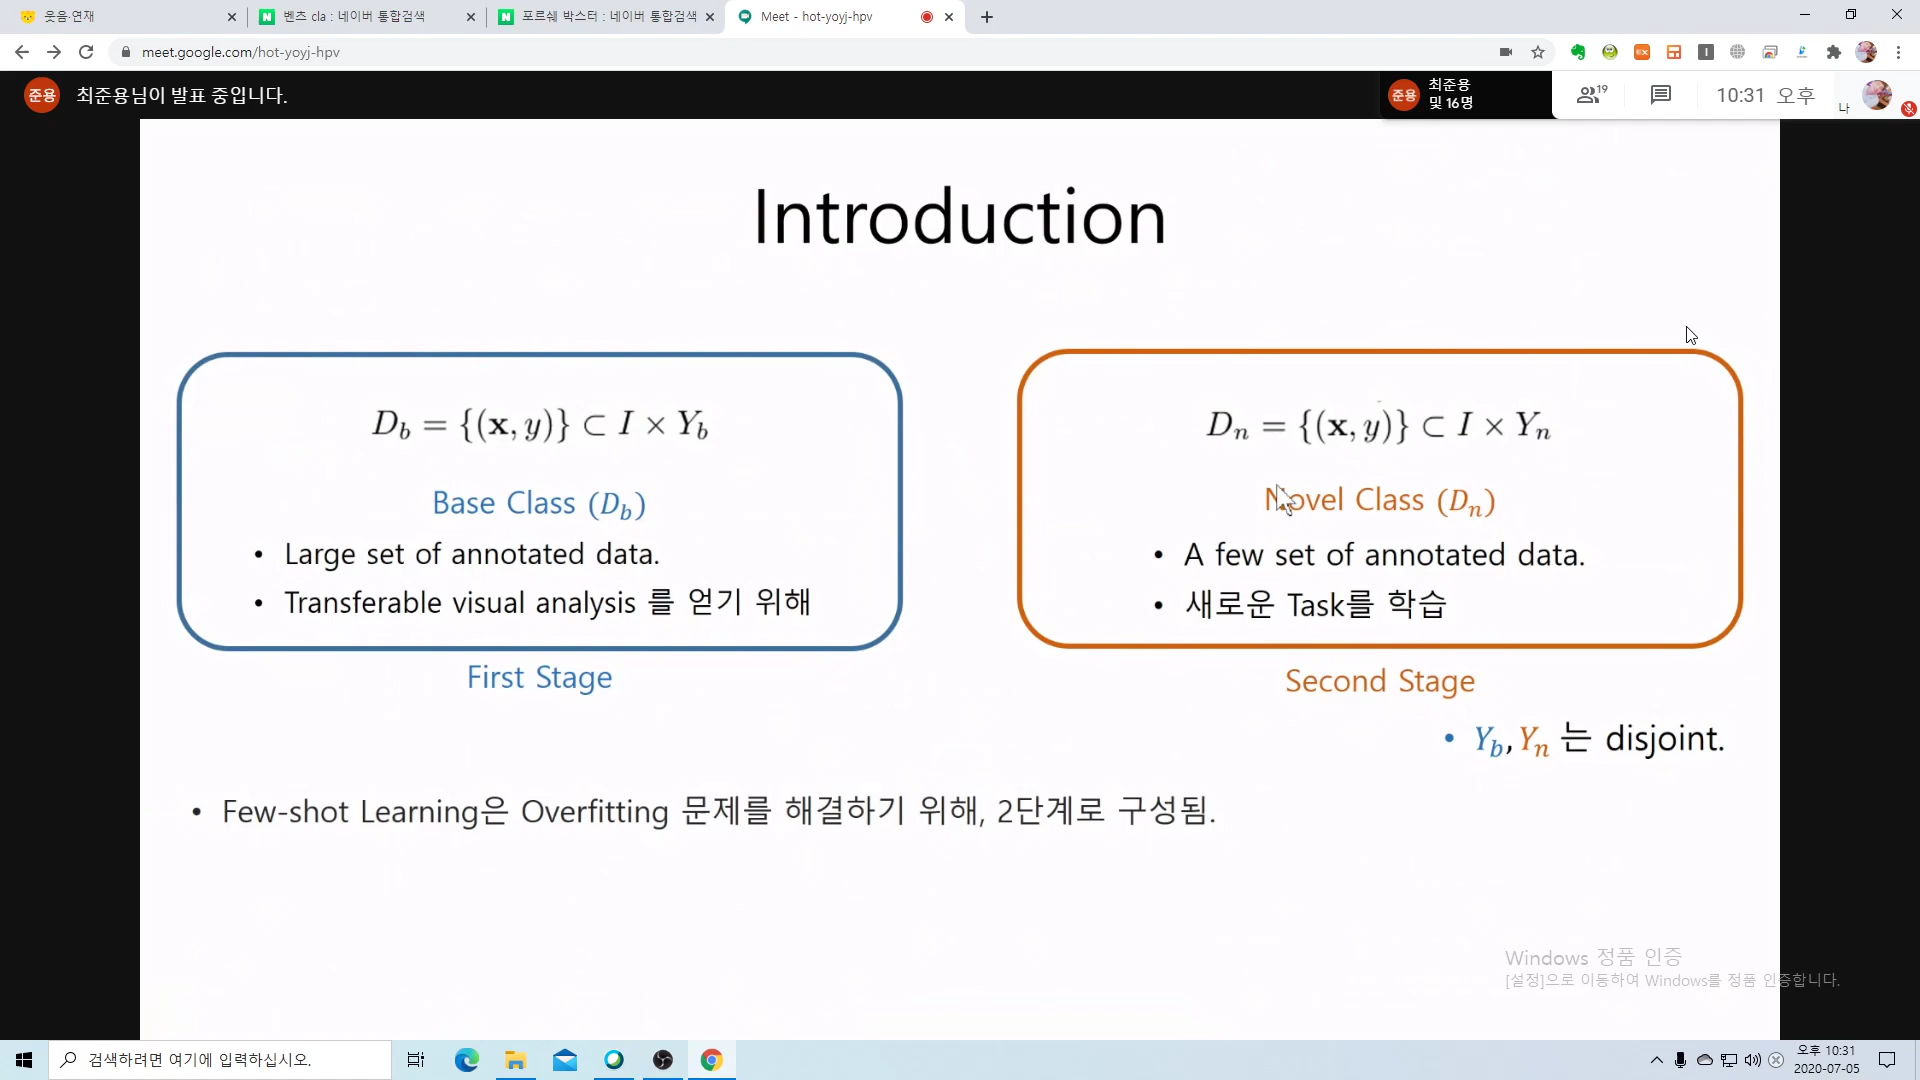 웃음·연재
벤츠 cla : 네이버 통합검색
포르쉐 박스터 : 네이버 통합검색
Meet - hot-yoyj-hpv
meet.google.com/hot-yoyj-hpv
준용 최준용님이 발표 중입니다.
준용 최준용
및 16명
19
10:31 오후
나
Introduction
D_b = {(x, y)} ⊂ I × Y_b
Base Class (D_b)
• Large set of annotated data.
• Transferable visual analysis 를 얻기 위해
First Stage
D_n = {(x, y)} ⊂ I × Y_n
Novel Class (D_n)
• A few set of annotated data.
• 새로운 Task를 학습
Second Stage
• Y_b, Y_n 는 disjoint.
• Few-shot Learning은 Overfitting 문제를 해결하기 위해, 2단계로 구성됨.
Windows 정품 인증
[설정]으로 이동하여 Windows를 정품 인증합니다.
검색하려면 여기에 입력하십시오.
오후 10:31
2020-07-05